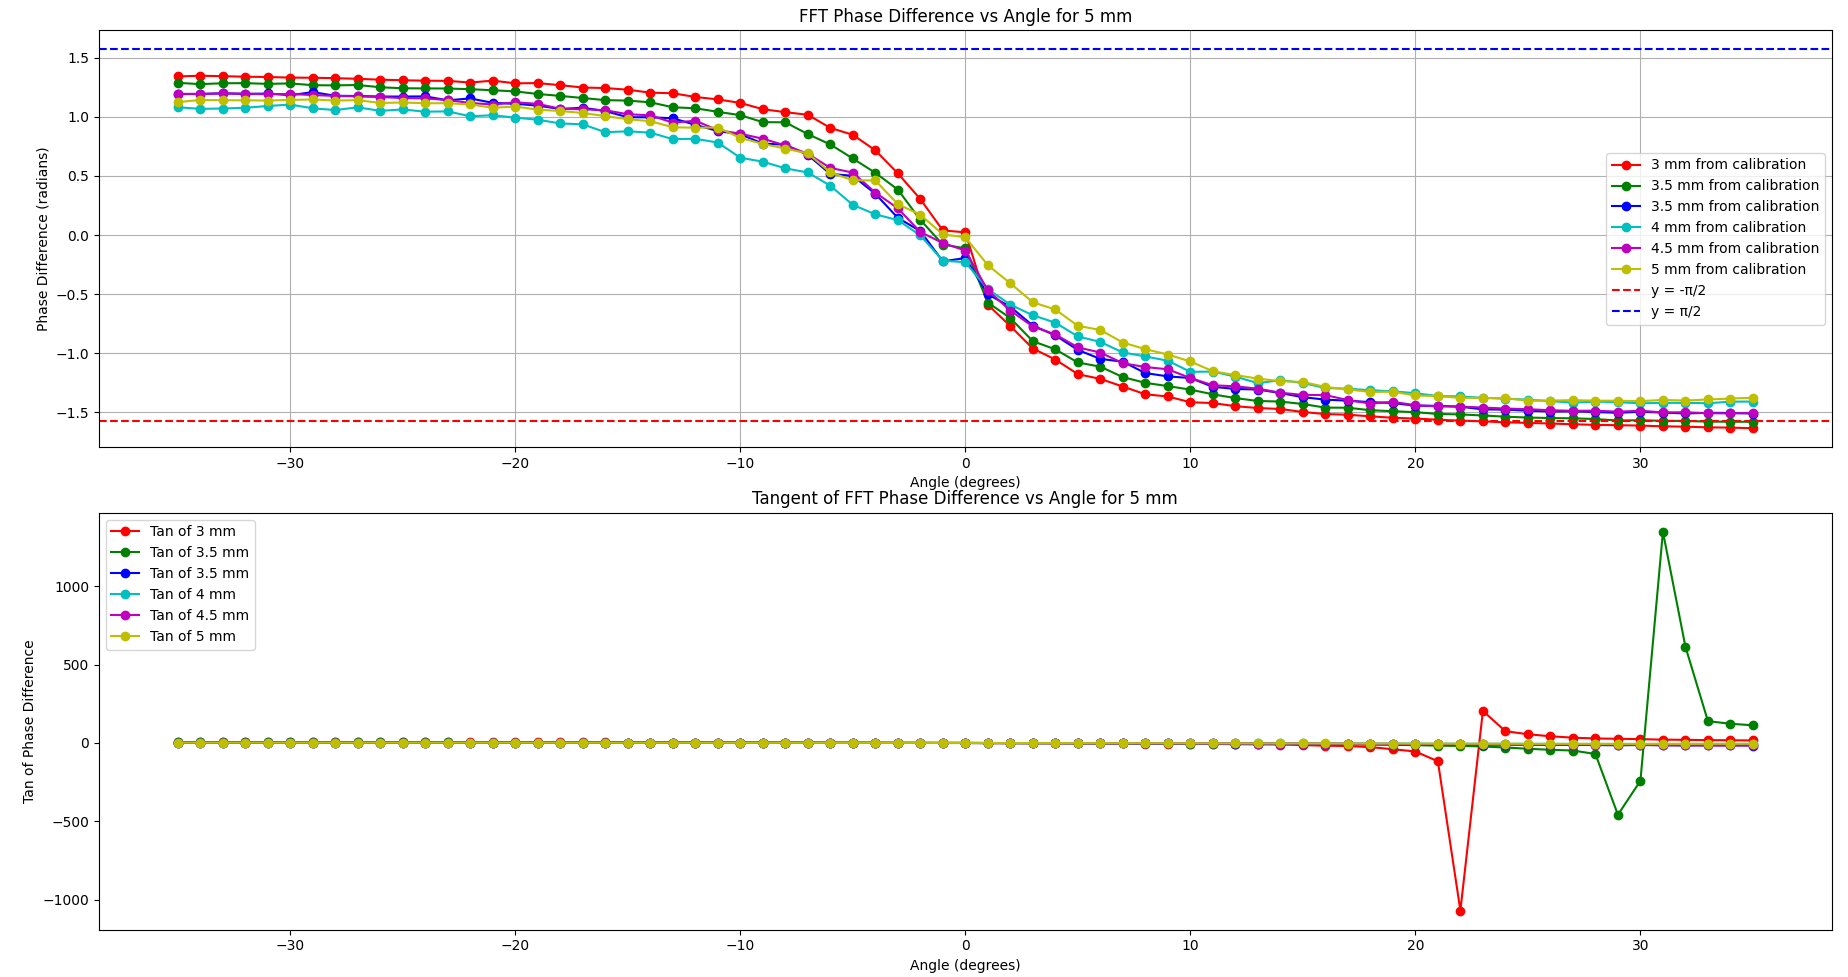 FFT Phase Difference vs Angle for 5 mm
Phase Difference (radians)
1.5
1.0
0.5
0.0
−0.5
−1.0
−1.5
3 mm from calibration
3.5 mm from calibration
3.5 mm from calibration
4 mm from calibration
4.5 mm from calibration
5 mm from calibration
y = -π/2
y = π/2
−30
−20
−10
0
10
20
30
Angle (degrees)
Tangent of FFT Phase Difference vs Angle for 5 mm
Tan of Phase Difference
Tan of 3 mm
Tan of 3.5 mm
Tan of 3.5 mm
Tan of 4 mm
Tan of 4.5 mm
Tan of 5 mm
1000
500
0
−500
−1000
−30
−20
−10
0
10
20
30
Angle (degrees)